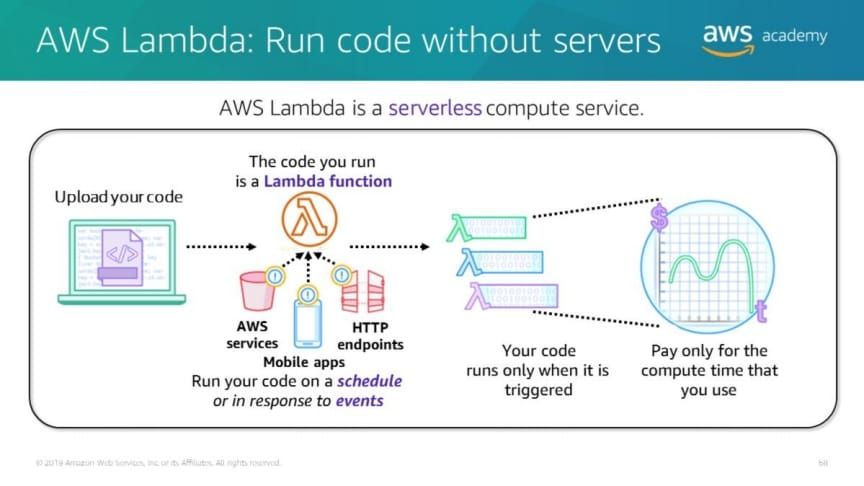 AWS Lambda: Run code without servers
aws academy
AWS Lambda is a serverless compute service.
Upload your code
The code you run
is a Lambda function
AWS
services
Mobile apps
HTTP
endpoints
Run your code on a schedule
or in response to events
Your code
runs only when it is
triggered
$
t
Pay only for the
compute time that
you use
© 2019 Amazon Web Services, Inc. or its Affiliates. All rights reserved.
68